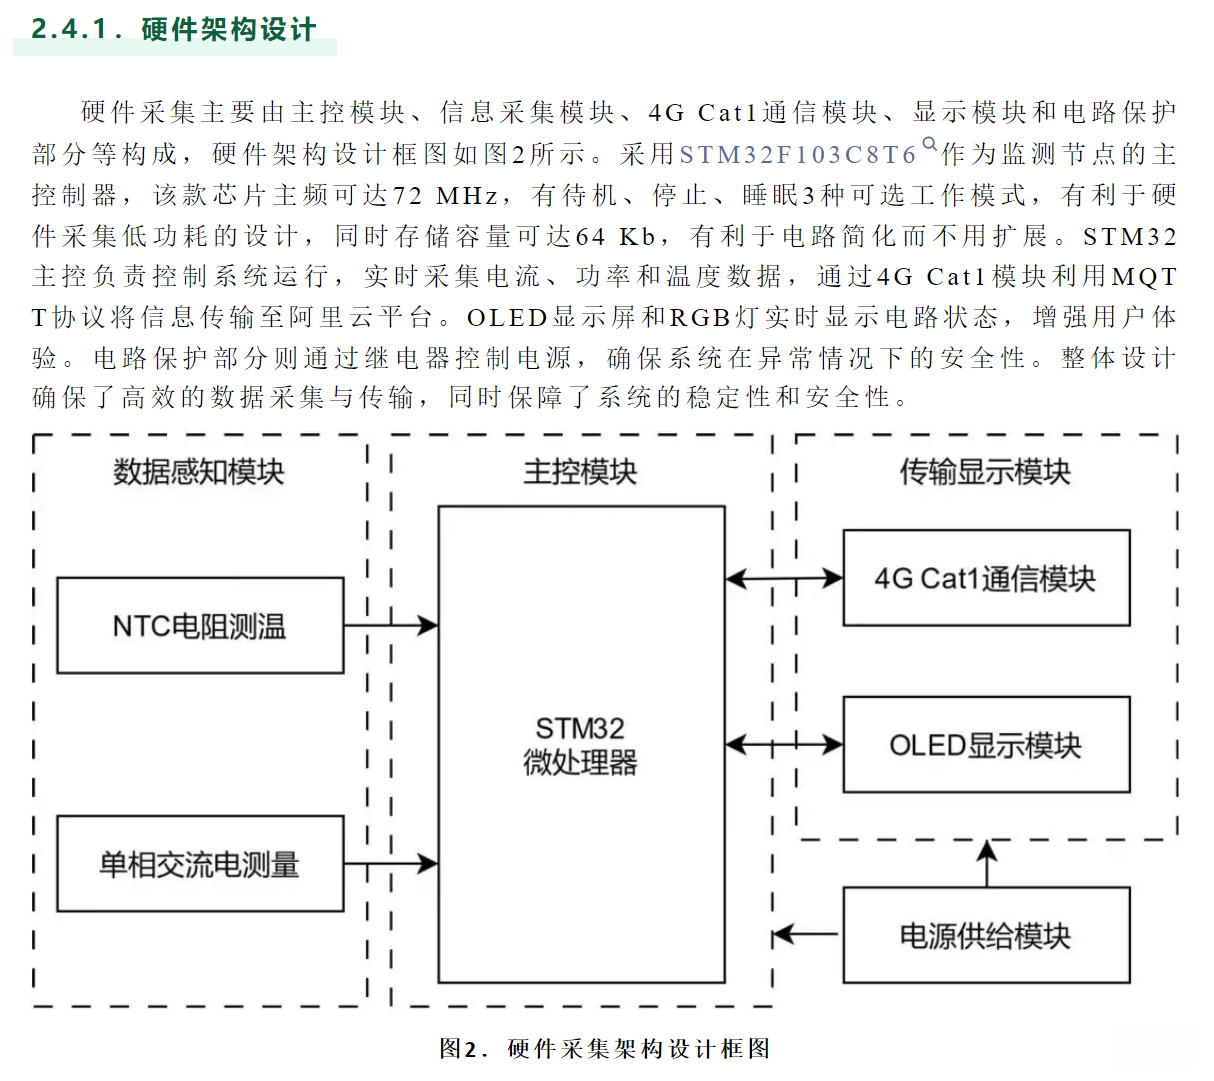 2.4.1. 硬件架构设计
硬件采集主要由主控模块、信息采集模块、4G Cat1通信模块、显示模块和电路保护
部分等构成，硬件架构设计框图如图2所示。采用STM32F103C8T6作为监测节点的主
控制器，该款芯片主频可达72 MHz，有待机、停止、睡眠3种可选工作模式，有利于硬
件采集低功耗的设计，同时存储容量可达64 Kb，有利于电路简化而不用扩展。STM32
主控负责控制系统运行，实时采集电流、功率和温度数据，通过4G Cat1模块利用MQT
T协议将信息传输至阿里云平台。OLED显示屏和RGB灯实时显示电路状态，增强用户体
验。电路保护部分则通过继电器控制电源，确保系统在异常情况下的安全性。整体设计
确保了高效的数据采集与传输，同时保障了系统的稳定性和安全性。
数据感知模块
NTC电阻测温
单相交流电测量
主控模块
STM32
微处理器
传输显示模块
4G Cat1通信模块
OLED显示模块
电源供给模块
图2. 硬件采集架构设计框图